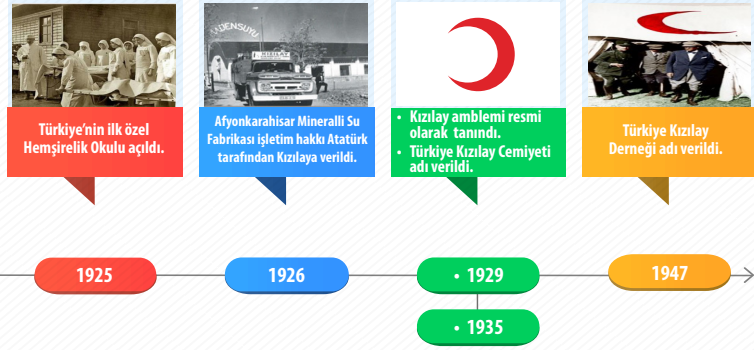 Türkiye'nin ilk özel
Hemşirelik Okulu açıldı.
Afyonkarahisar Mineralli Su
Fabrikası işletim hakkı Atatürk
tarafından Kızılaya verildi.
• Kızılay amblemi resmi
olarak tanındı.
• Türkiye Kızılay Cemiyeti
adı verildi.
Türkiye Kızılay
Derneği adı verildi.
1925
1926
• 1929
• 1935
1947